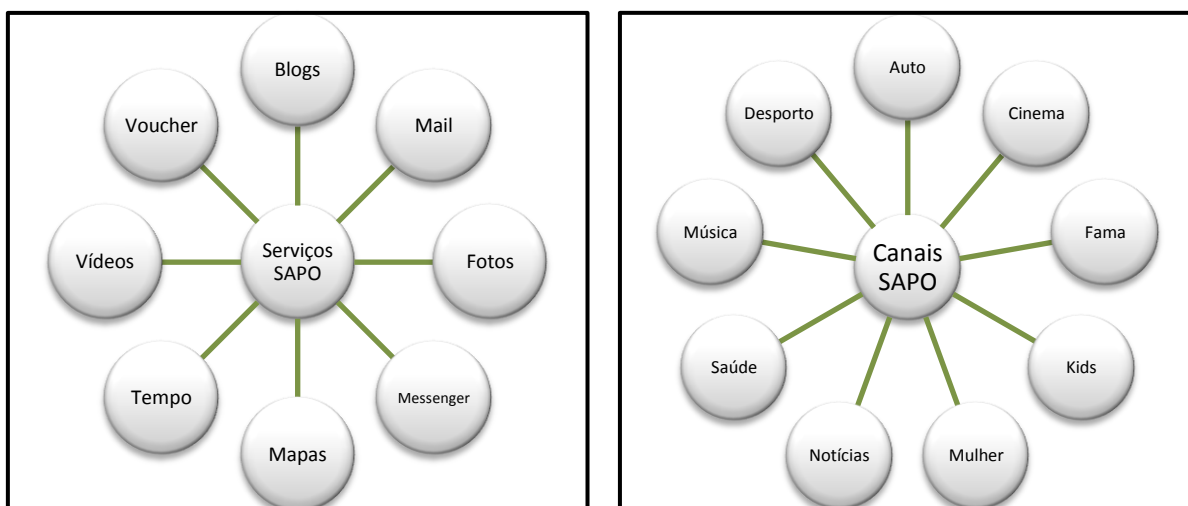 Blogs
Voucher
Mail
Vídeos
Serviços
SAPO
Fotos
Tempo
Messenger
Mapas
Auto
Desporto
Cinema
Música
Canais
SAPO
Fama
Saúde
Kids
Notícias
Mulher